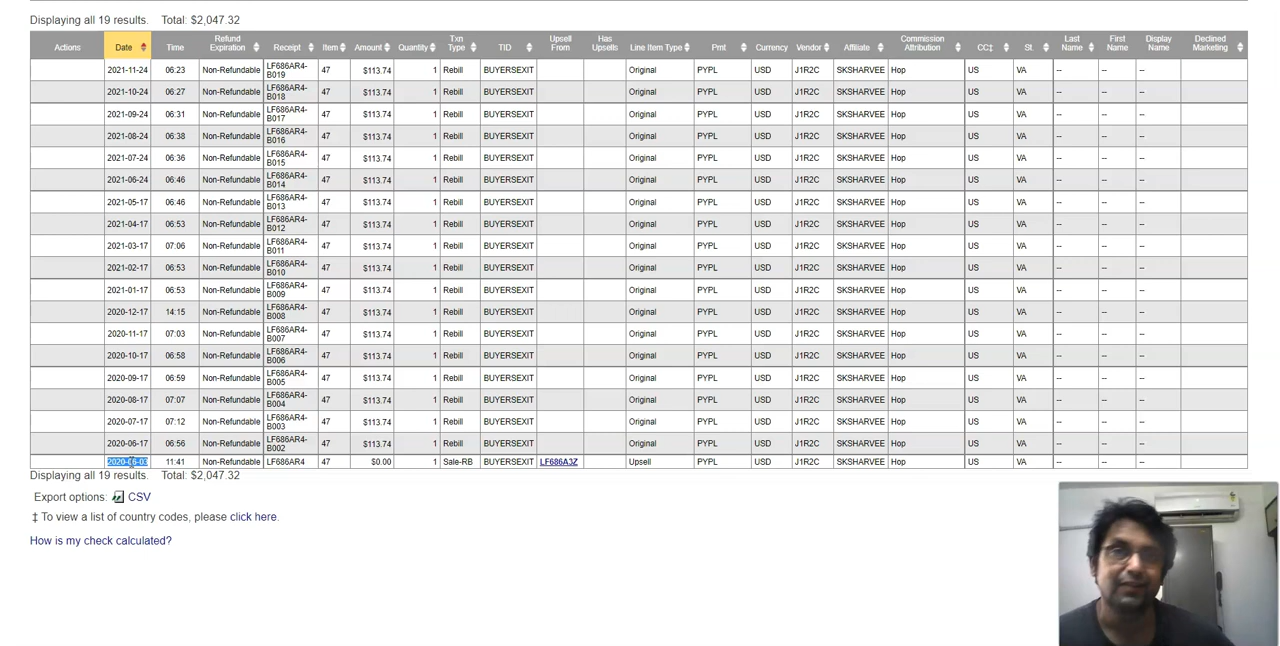 Displaying all 19 results. Total: $2,047.32
Actions Date Time Refund Expiration Receipt Item Amount Quantity Txn Type TID Upsell From Has Upsells Line Item Type Pmt Currency Vendor Affiliate Commission Attribution CC‡ St. Last Name First Name Display Name Declined Marketing
2021-11-24 06:23 Non-Refundable LF686AR4-B019 47 $113.74 1 Rebill BUYERSEXIT Original PYPL USD J1R2C SKSHARVEE Hop US VA -- -- --
2021-10-24 06:27 Non-Refundable LF686AR4-B018 47 $113.74 1 Rebill BUYERSEXIT Original PYPL USD J1R2C SKSHARVEE Hop US VA -- -- --
2021-09-24 06:31 Non-Refundable LF686AR4-B017 47 $113.74 1 Rebill BUYERSEXIT Original PYPL USD J1R2C SKSHARVEE Hop US VA -- -- --
2021-08-24 06:38 Non-Refundable LF686AR4-B016 47 $113.74 1 Rebill BUYERSEXIT Original PYPL USD J1R2C SKSHARVEE Hop US VA -- -- --
2021-07-24 06:36 Non-Refundable LF686AR4-B015 47 $113.74 1 Rebill BUYERSEXIT Original PYPL USD J1R2C SKSHARVEE Hop US VA -- -- --
2021-06-24 06:46 Non-Refundable LF686AR4-B014 47 $113.74 1 Rebill BUYERSEXIT Original PYPL USD J1R2C SKSHARVEE Hop US VA -- -- --
2021-05-17 06:46 Non-Refundable LF686AR4-B013 47 $113.74 1 Rebill BUYERSEXIT Original PYPL USD J1R2C SKSHARVEE Hop US VA -- -- --
2021-04-17 06:53 Non-Refundable LF686AR4-B012 47 $113.74 1 Rebill BUYERSEXIT Original PYPL USD J1R2C SKSHARVEE Hop US VA -- -- --
2021-03-17 07:06 Non-Refundable LF686AR4-B011 47 $113.74 1 Rebill BUYERSEXIT Original PYPL USD J1R2C SKSHARVEE Hop US VA -- -- --
2021-02-17 06:53 Non-Refundable LF686AR4-B010 47 $113.74 1 Rebill BUYERSEXIT Original PYPL USD J1R2C SKSHARVEE Hop US VA -- -- --
2021-01-17 06:53 Non-Refundable LF686AR4-B009 47 $113.74 1 Rebill BUYERSEXIT Original PYPL USD J1R2C SKSHARVEE Hop US VA -- -- --
2020-12-17 14:15 Non-Refundable LF686AR4-B008 47 $113.74 1 Rebill BUYERSEXIT Original PYPL USD J1R2C SKSHARVEE Hop US VA -- -- --
2020-11-17 07:03 Non-Refundable LF686AR4-B007 47 $113.74 1 Rebill BUYERSEXIT Original PYPL USD J1R2C SKSHARVEE Hop US VA -- -- --
2020-10-17 06:58 Non-Refundable LF686AR4-B006 47 $113.74 1 Rebill BUYERSEXIT Original PYPL USD J1R2C SKSHARVEE Hop US VA -- -- --
2020-09-17 06:59 Non-Refundable LF686AR4-B005 47 $113.74 1 Rebill BUYERSEXIT Original PYPL USD J1R2C SKSHARVEE Hop US VA -- -- --
2020-08-17 07:07 Non-Refundable LF686AR4-B004 47 $113.74 1 Rebill BUYERSEXIT Original PYPL USD J1R2C SKSHARVEE Hop US VA -- -- --
2020-07-17 07:12 Non-Refundable LF686AR4-B003 47 $113.74 1 Rebill BUYERSEXIT Original PYPL USD J1R2C SKSHARVEE Hop US VA -- -- --
2020-06-17 06:56 Non-Refundable LF686AR4-B002 47 $113.74 1 Rebill BUYERSEXIT Original PYPL USD J1R2C SKSHARVEE Hop US VA -- -- --
11:41 Non-Refundable LF686AR4 47 $0.00 1 Sale-RB BUYERSEXIT LF686A3Z Upsell PYPL USD J1R2C SKSHARVEE Hop US VA -- -- --
Displaying all 19 results. Total: $2,047.32
Export options: CSV
‡ To view a list of country codes, please click here.
How is my check calculated?